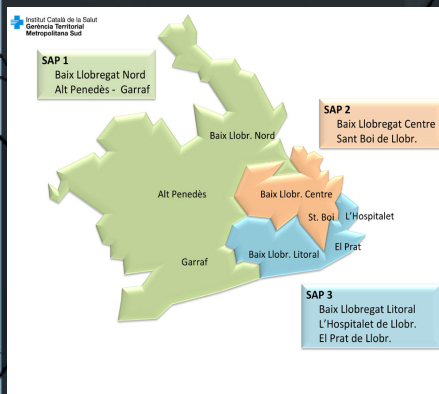 Institut Català de la Salut
Gerència Territorial
Metropolitana Sud
SAP 1
Baix Llobregat Nord
Alt Penedès - Garraf
SAP 2
Baix Llobregat Centre
Sant Boi de Llobr.
Baix Llobr. Nord
Alt Penedès
Baix Llobr. Centre
St. Boi
L'Hospitalet
El Prat
Baix Llobr. Litoral
Garraf
SAP 3
Baix Llobregat Litoral
L'Hospitalet de Llobr.
El Prat de Llobr.